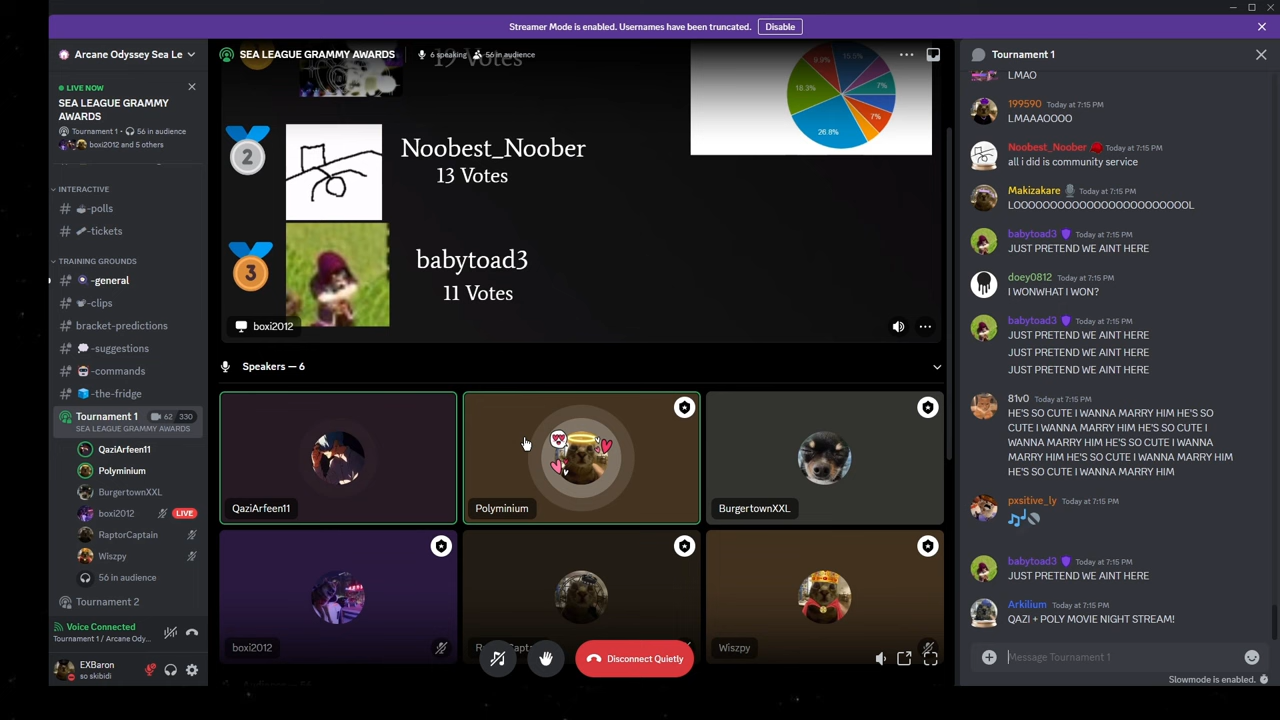 Streamer Mode is enabled. Usernames have been truncated. Disable
Arcane Odyssey Sea Le
LIVE NOW
SEA LEAGUE GRAMMY
AWARDS
Tournament 1 • 56 in audience
boxi2012 and 5 others
INTERACTIVE
-polls
-tickets
TRAINING GROUNDS
-general
-clips
bracket-predictions
-suggestions
-commands
-the-fridge
Tournament 1 62 330
SEA LEAGUE GRAMMY AWARDS
QaziArfeen11
Polyminium
BurgertownXXL
boxi2012 LIVE
RaptorCaptain
Wiszpy
56 in audience
Tournament 2
Voice Connected
Tournament 1 / Arcane Ody...
EXBaron
so skibidi
SEA LEAGUE GRAMMY AWARDS 6 speaking 56 in audience
19 Votes
2
Noobest_Noober
13 Votes
3
babytoad3
11 Votes
18.3%
26.8%
7%
7%
boxi2012
Speakers — 6
QaziArfeen11
Polyminium
BurgertownXXL
boxi2012
Wiszpy
Disconnect Quietly
Tournament 1
LMAO
199590 Today at 7:15 PM
LMAAAOOOO
Noobest_Noober Today at 7:15 PM
all i did is community service
Makizakare Today at 7:15 PM
LOOOOOOOOOOOOOOOOOOOOOOOOL
babytoad3 Today at 7:15 PM
JUST PRETEND WE AINT HERE
doey0812 Today at 7:15 PM
I WONWHAT I WON?
babytoad3 Today at 7:15 PM
JUST PRETEND WE AINT HERE
JUST PRETEND WE AINT HERE
JUST PRETEND WE AINT HERE
81v0 Today at 7:15 PM
HE'S SO CUTE I WANNA MARRY HIM HE'S SO
CUTE I WANNA MARRY HIM HE'S SO CUTE I
WANNA MARRY HIM HE'S SO CUTE I WANNA
MARRY HIM HE'S SO CUTE I WANNA MARRY HIM
HE'S SO CUTE I WANNA MARRY HIM
pxsitive_ly Today at 7:15 PM
babytoad3 Today at 7:15 PM
JUST PRETEND WE AINT HERE
Arkilium Today at 7:15 PM
QAZI + POLY MOVIE NIGHT STREAM!
Message Tournament 1
Slowmode is enabled.